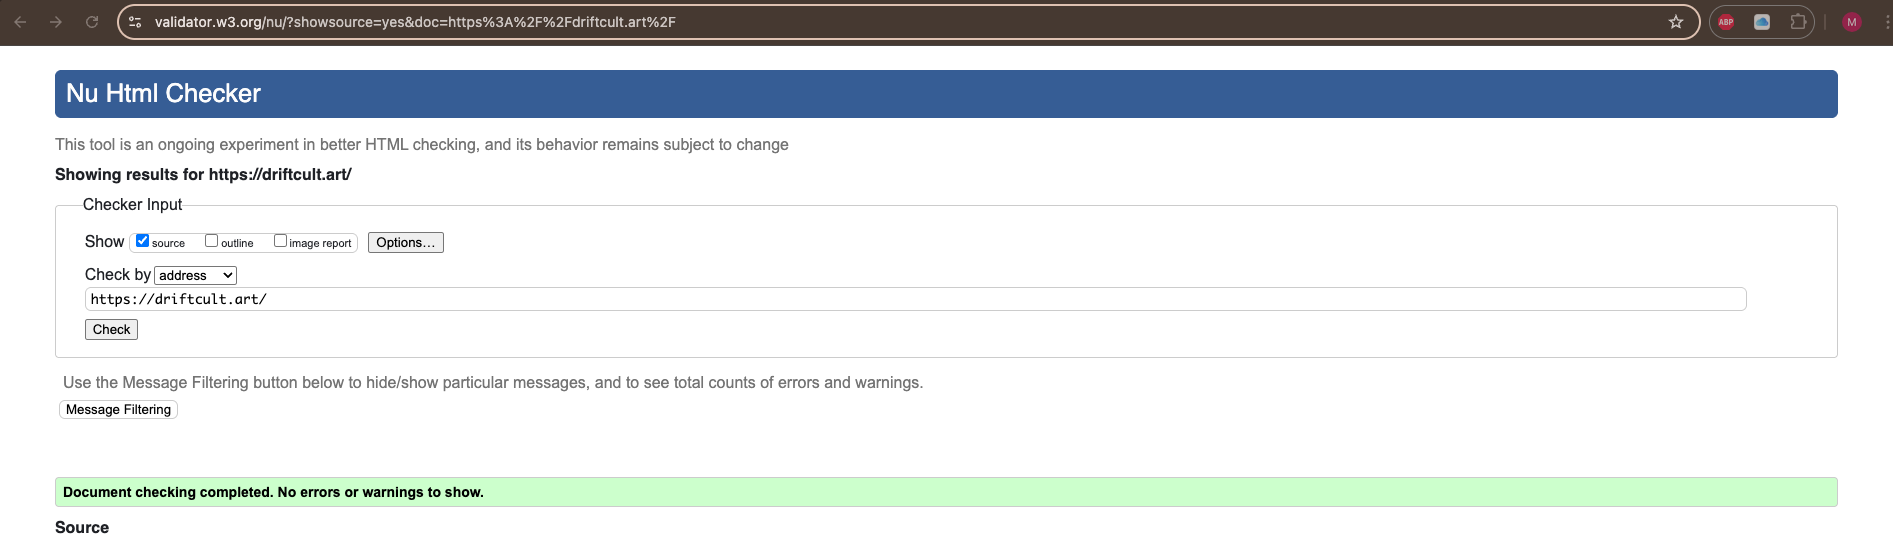 validator.w3.org/nu/?showsource=yes&doc=https%3A%2F%2Fdriftcult.art%2F
ABP
M
Nu Html Checker
This tool is an ongoing experiment in better HTML checking, and its behavior remains subject to change
Showing results for https://driftcult.art/
Checker Input
Show source outline image report Options...
Check by address
https://driftcult.art/
Check
Use the Message Filtering button below to hide/show particular messages, and to see total counts of errors and warnings.
Message Filtering
Document checking completed. No errors or warnings to show.
Source